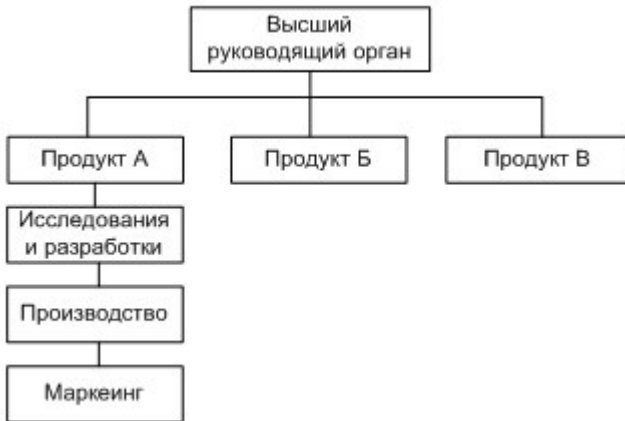 Высший
руководящий орган
Продукт А
Продукт Б
Продукт В
Исследования
и разработки
Производство
Маркеинг